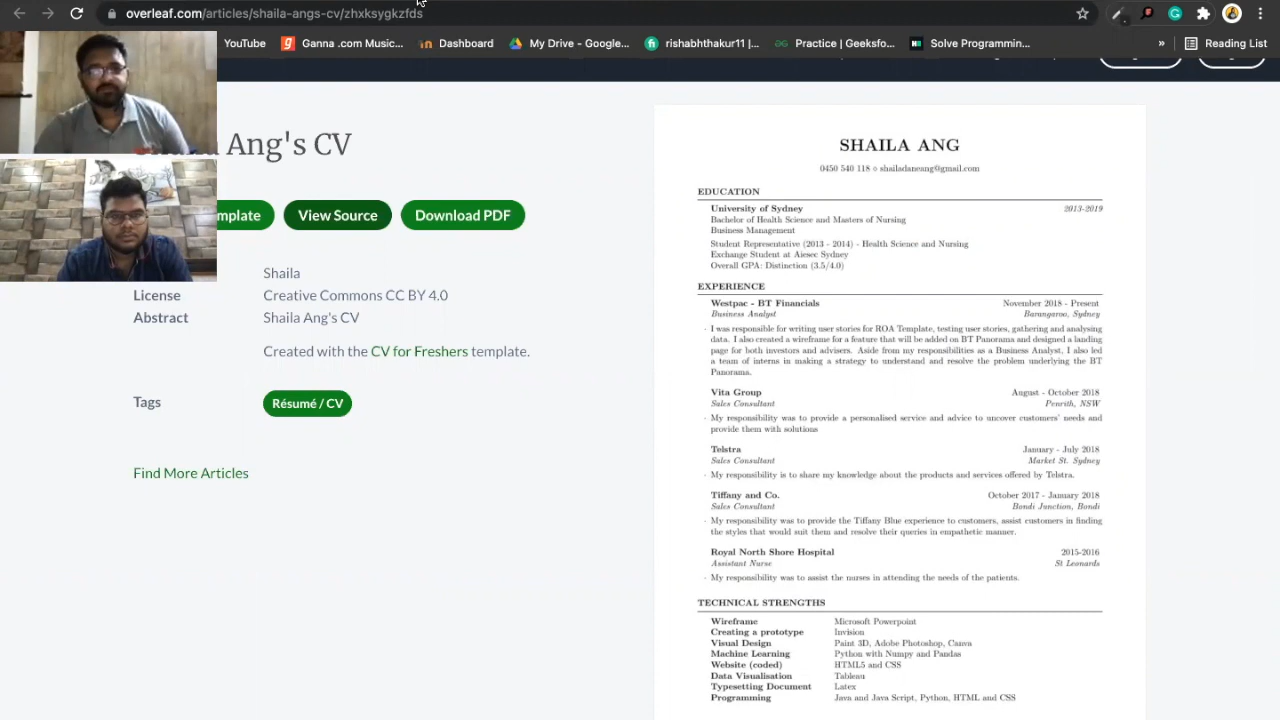 overleaf.com/articles/shaila-angs-cv/zhxkxsygkzfds
YouTube
Ganna .com Music...
Dashboard
My Drive - Google...
rishabhthakur11 |...
Practice | Geeksfo...
Solve Programmin...
»
Reading List
Ang's CV
View Source
Download PDF
Shaila
License
Creative Commons CC BY 4.0
Abstract
Shaila Ang's CV
Created with the CV for Freshers template.
Tags
Résumé / CV
Find More Articles
SHAILA ANG
0450 540 118 ⋄ shailadaneang@gmail.com
EDUCATION
University of Sydney 2013-2019
Bachelor of Health Science and Masters of Nursing
Business Management
Student Representative (2013 - 2014) - Health Science and Nursing
Exchange Student at Aiesec Sydney
Overall GPA: Distinction (3.5/4.0)
EXPERIENCE
Westpac - BT Financials November 2018 - Present
Business Analyst Barangaroo, Sydney
· I was responsible for writing user stories for ROA Template, testing user stories, gathering and analysing
data. I also created a wireframe for a feature that will be added on BT Panorama and designed a landing
page for both investors and advisers. Aside from my responsibilities as a Business Analyst, I also led
a team of interns in making a strategy to understand and resolve the problem underlying the BT
Panorama.
Vita Group August - October 2018
Sales Consultant Penrith, NSW
· My responsibility was to provide a personalised service and advice to uncover customers' needs and
provide them with solutions
Telstra January - July 2018
Sales Consultant Market St. Sydney
· My responsibility is to share my knowledge about the products and services offered by Telstra.
Tiffany and Co. October 2017 - January 2018
Sales Consultant Bondi Junction, Bondi
· My responsibility was to provide the Tiffany Blue experience to customers, assist customers in finding
the styles that would suit them and resolve their queries in empathetic manner.
Royal North Shore Hospital 2015-2016
Assistant Nurse St Leonards
· My responsibility was to assist the nurses in attending the needs of the patients.
TECHNICAL STRENGTHS
Wireframe Microsoft Powerpoint
Creating a prototype Invision
Visual Design Paint 3D, Adobe Photoshop, Canva
Machine Learning Python with Numpy and Pandas
Website (coded) HTML5 and CSS
Data Visualisation Tableau
Typesetting Document Latex
Programming Java and Java Script, Python, HTML and CSS